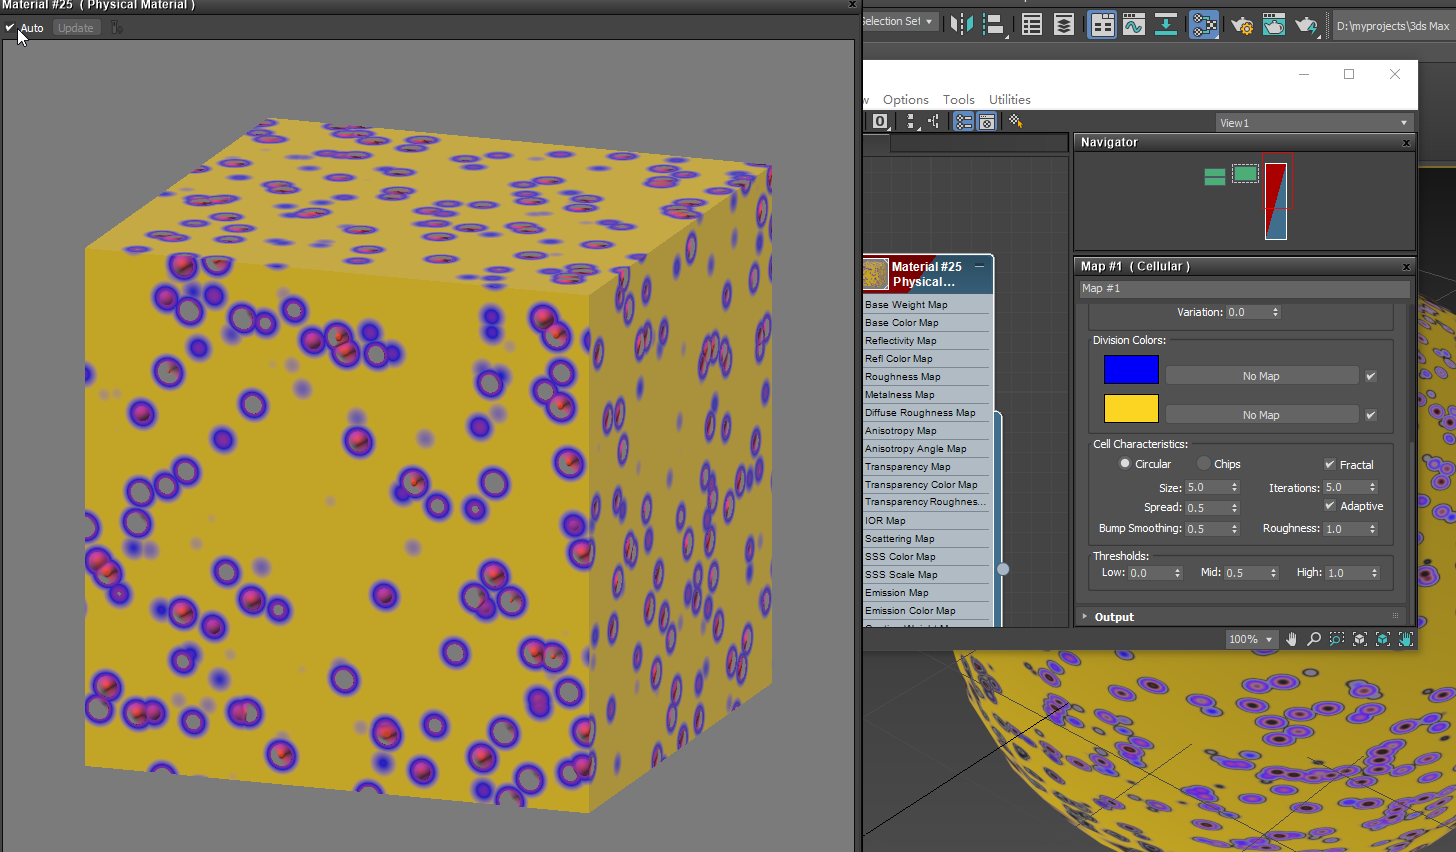 Material #25 ( Physical Material )
Auto
Update
Selection Set
D:\myprojects\3ds Max
Options Tools Utilities
View1
Navigator
Material #25
Physical...
Base Weight Map
Base Color Map
Reflectivity Map
Refl Color Map
Roughness Map
Metalness Map
Diffuse Roughness Map
Anisotropy Map
Anisotropy Angle Map
Transparency Map
Transparency Color Map
Transparency Roughnes...
IOR Map
Scattering Map
SSS Color Map
SSS Scale Map
Emission Map
Emission Color Map
Map #1 ( Cellular )
Map #1
Variation: 0.0
Division Colors:
No Map
No Map
Cell Characteristics:
Circular Chips Fractal
Size: 5.0 Iterations: 5.0
Spread: 0.5 Adaptive
Bump Smoothing: 0.5 Roughness: 1.0
Thresholds:
Low: 0.0 Mid: 0.5 High: 1.0
Output
100%